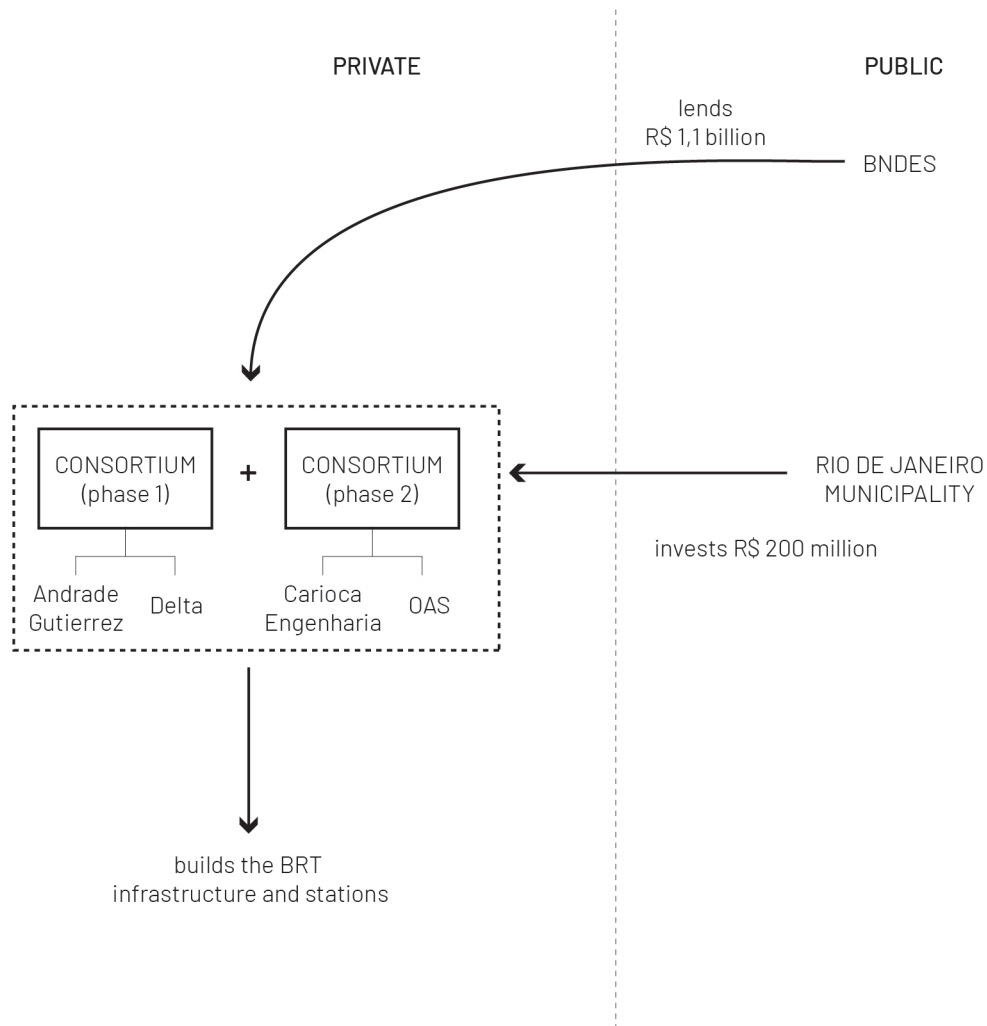 PRIVATE
PUBLIC
lends
R$ 1,1 billion
BNDES
CONSORTIUM
(phase 1)
+
CONSORTIUM
(phase 2)
RIO DE JANEIRO
MUNICIPALITY
invests R$ 200 million
Andrade
Gutierrez
Delta
Carioca
Engenharia
OAS
builds the BRT
infrastructure and stations